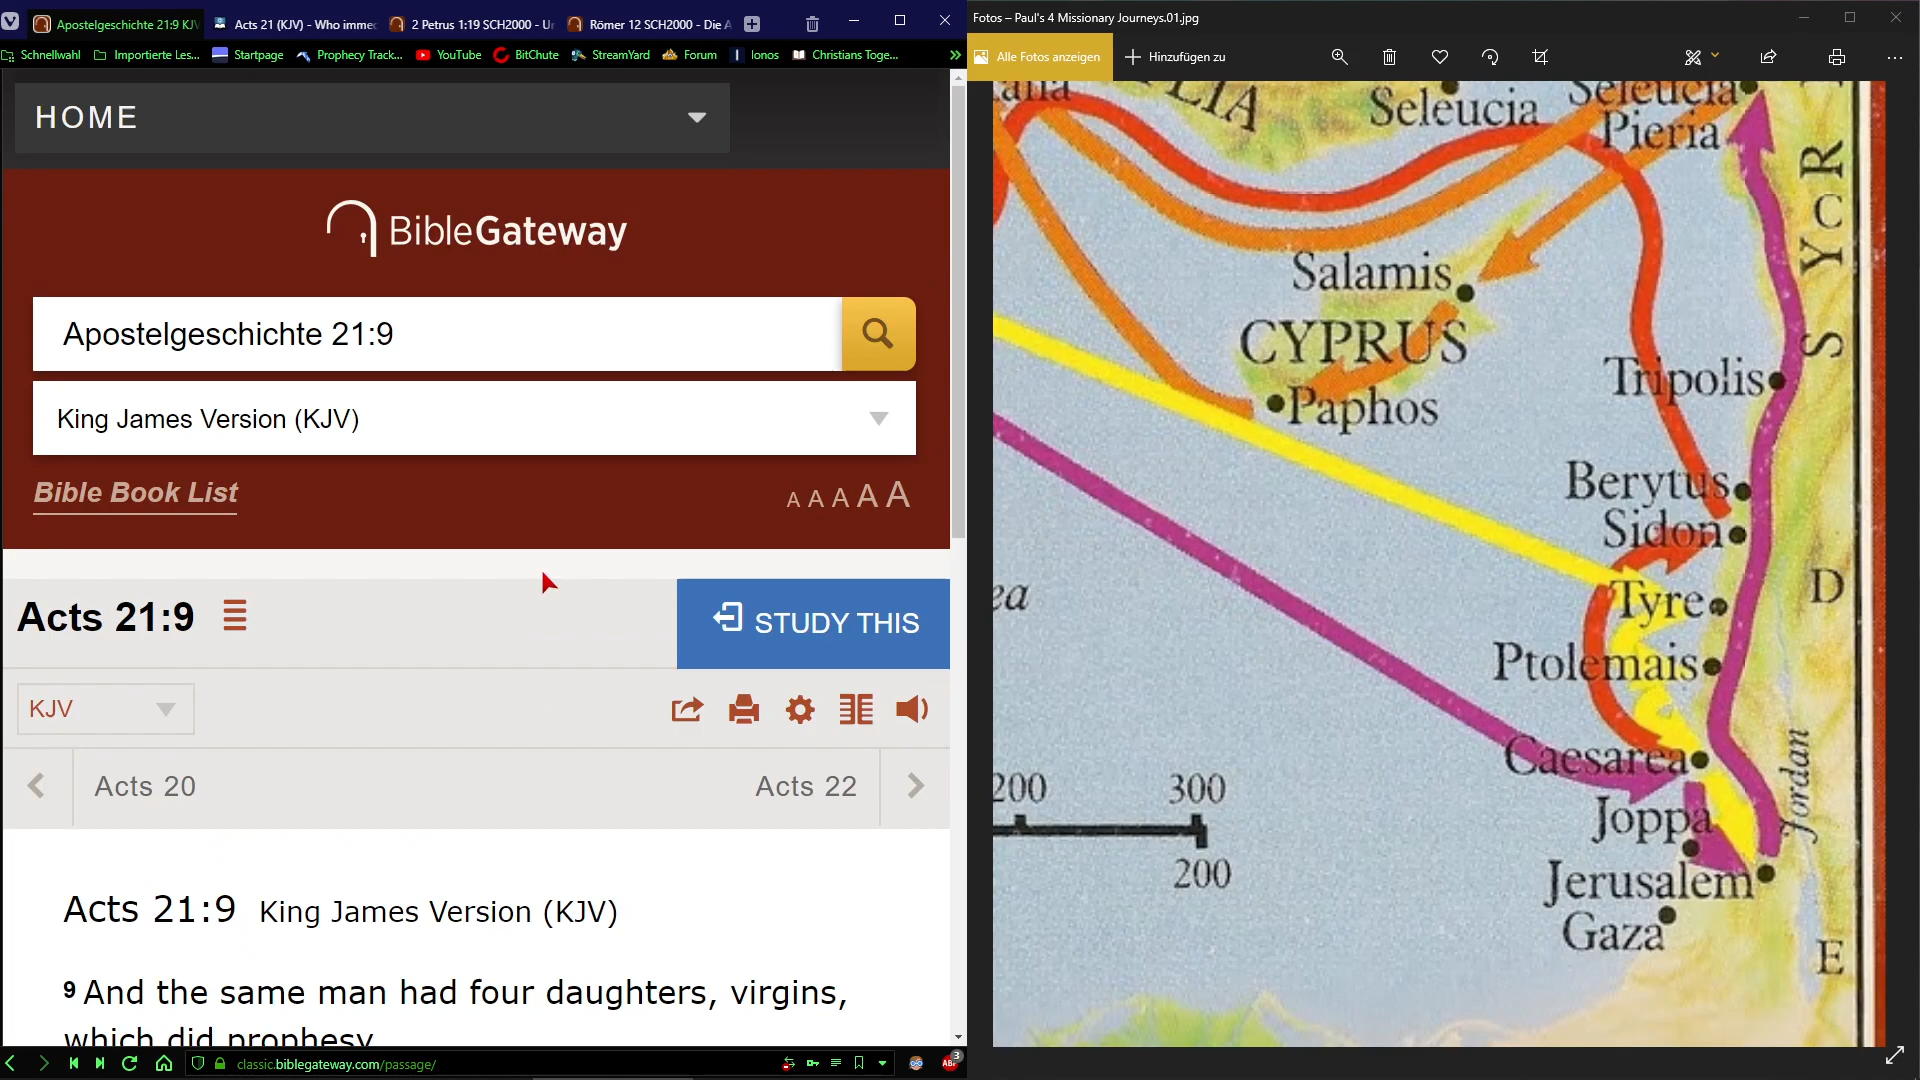 Apostelgeschichte 21:9 KJV
Acts 21 (KJV) - Who immed
2 Petrus 1:19 SCH2000 - Ur
Römer 12 SCH2000 - Die A
Schnellwahl
Importierte Les...
Startpage
Prophecy Track...
YouTube
BitChute
StreamYard
Forum
Ionos
Christians Toge...
HOME
BibleGateway
Apostelgeschichte 21:9
King James Version (KJV)
Bible Book List
A A A A A
Acts 21:9
STUDY THIS
KJV
Acts 20
Acts 22
Acts 21:9 King James Version (KJV)
9 And the same man had four daughters, virgins,
which did prophesy.
classic.biblegateway.com/passage/
ABP
3
Fotos – Paul's 4 Missionary Journeys.01.jpg
Alle Fotos anzeigen
Hinzufügen zu
Seleucia
Seleucia
Pieria
Salamis
CYPRUS
Paphos
Tripolis
Berytus
Sidon
Tyre
Ptolemais
Caesarea
Joppa
Jerusalem
Gaza
Jordan
200
300
200
S Y R
C
D
E